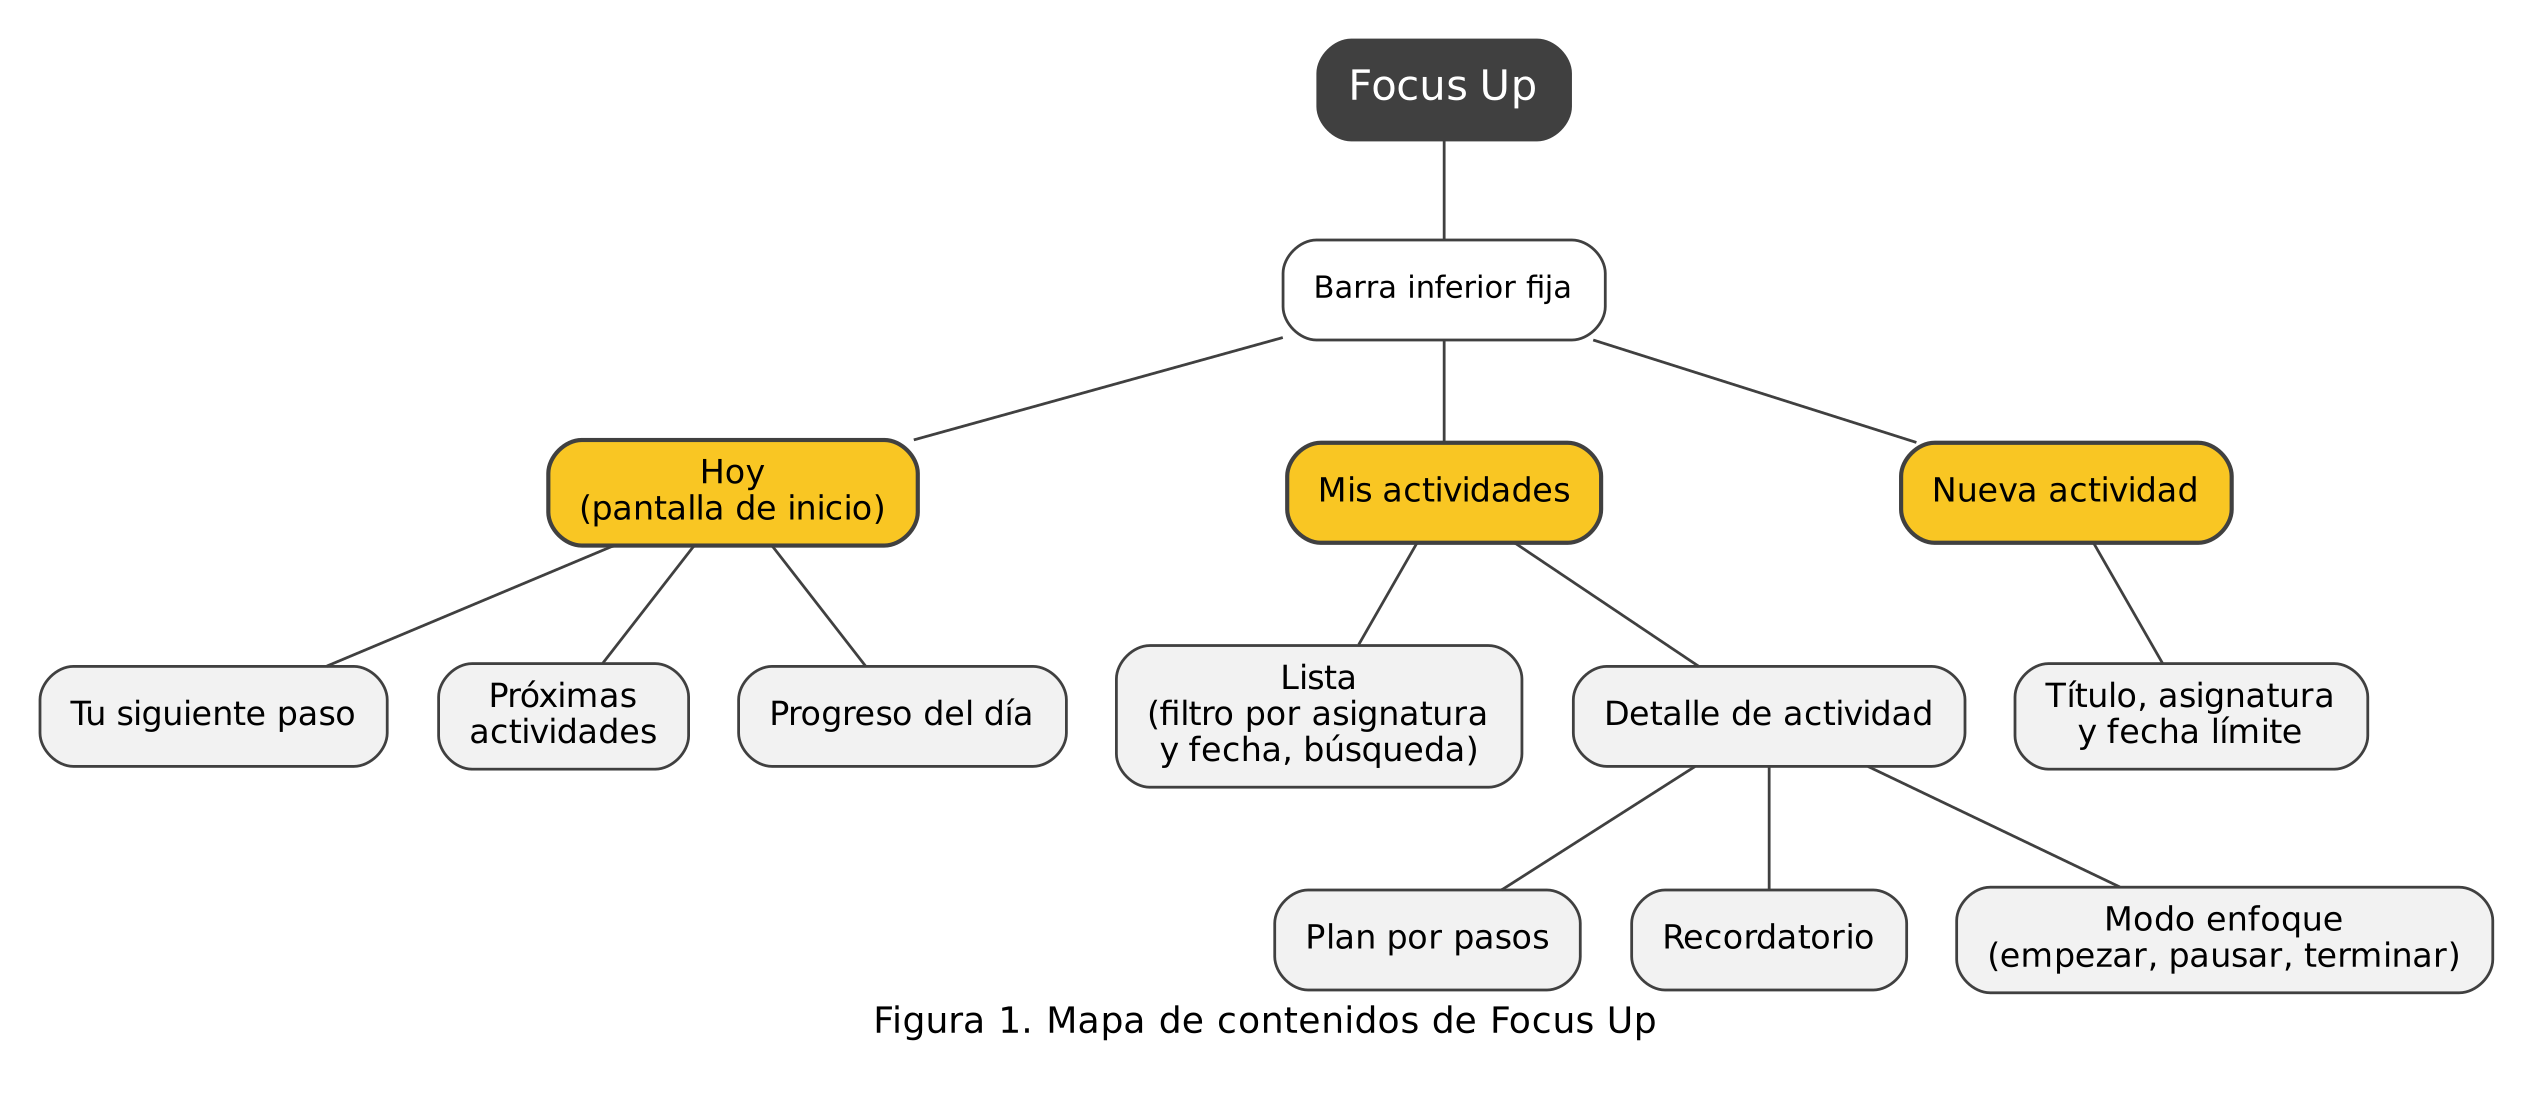 Focus Up
Barra inferior fija
Hoy
(pantalla de inicio)
Mis actividades
Nueva actividad
Tu siguiente paso
Próximas
actividades
Progreso del día
Lista
(filtro por asignatura
y fecha, búsqueda)
Detalle de actividad
Título, asignatura
y fecha límite
Plan por pasos
Recordatorio
Modo enfoque
(empezar, pausar, terminar)
Figura 1. Mapa de contenidos de Focus Up